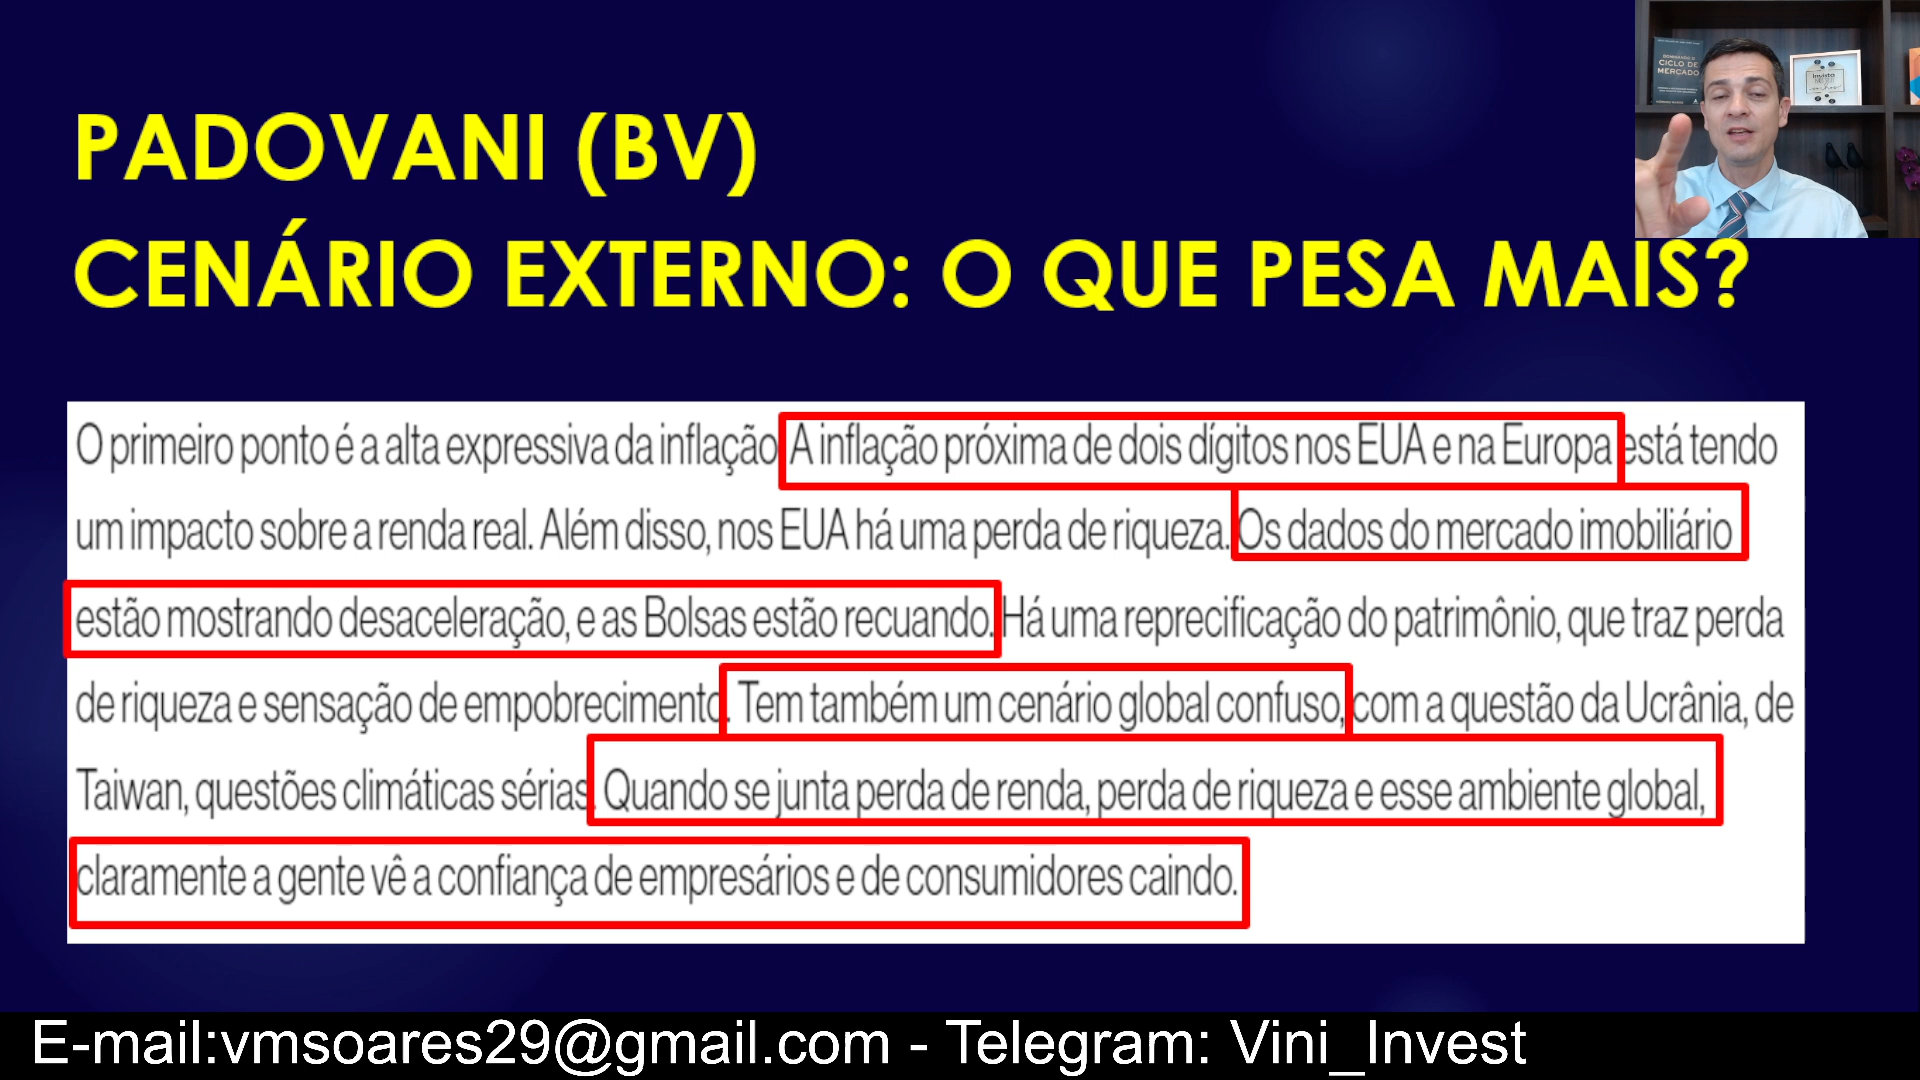 PADOVANI (BV)
CENÁRIO EXTERNO: O QUE PESA MAIS?
CICLO DE
MERCADO
Invista
O primeiro ponto é a alta expressiva da inflação. A inflação próxima de dois dígitos nos EUA e na Europa está tendo
um impacto sobre a renda real. Além disso, nos EUA há uma perda de riqueza. Os dados do mercado imobiliário
estão mostrando desaceleração, e as Bolsas estão recuando. Há uma reprecificação do patrimônio, que traz perda
de riqueza e sensação de empobrecimento. Tem também um cenário global confuso, com a questão da Ucrânia, de
Taiwan, questões climáticas sérias. Quando se junta perda de renda, perda de riqueza e esse ambiente global,
claramente a gente vê a confiança de empresários e de consumidores caindo.
E-mail:vmsoares29@gmail.com - Telegram: Vini_Invest